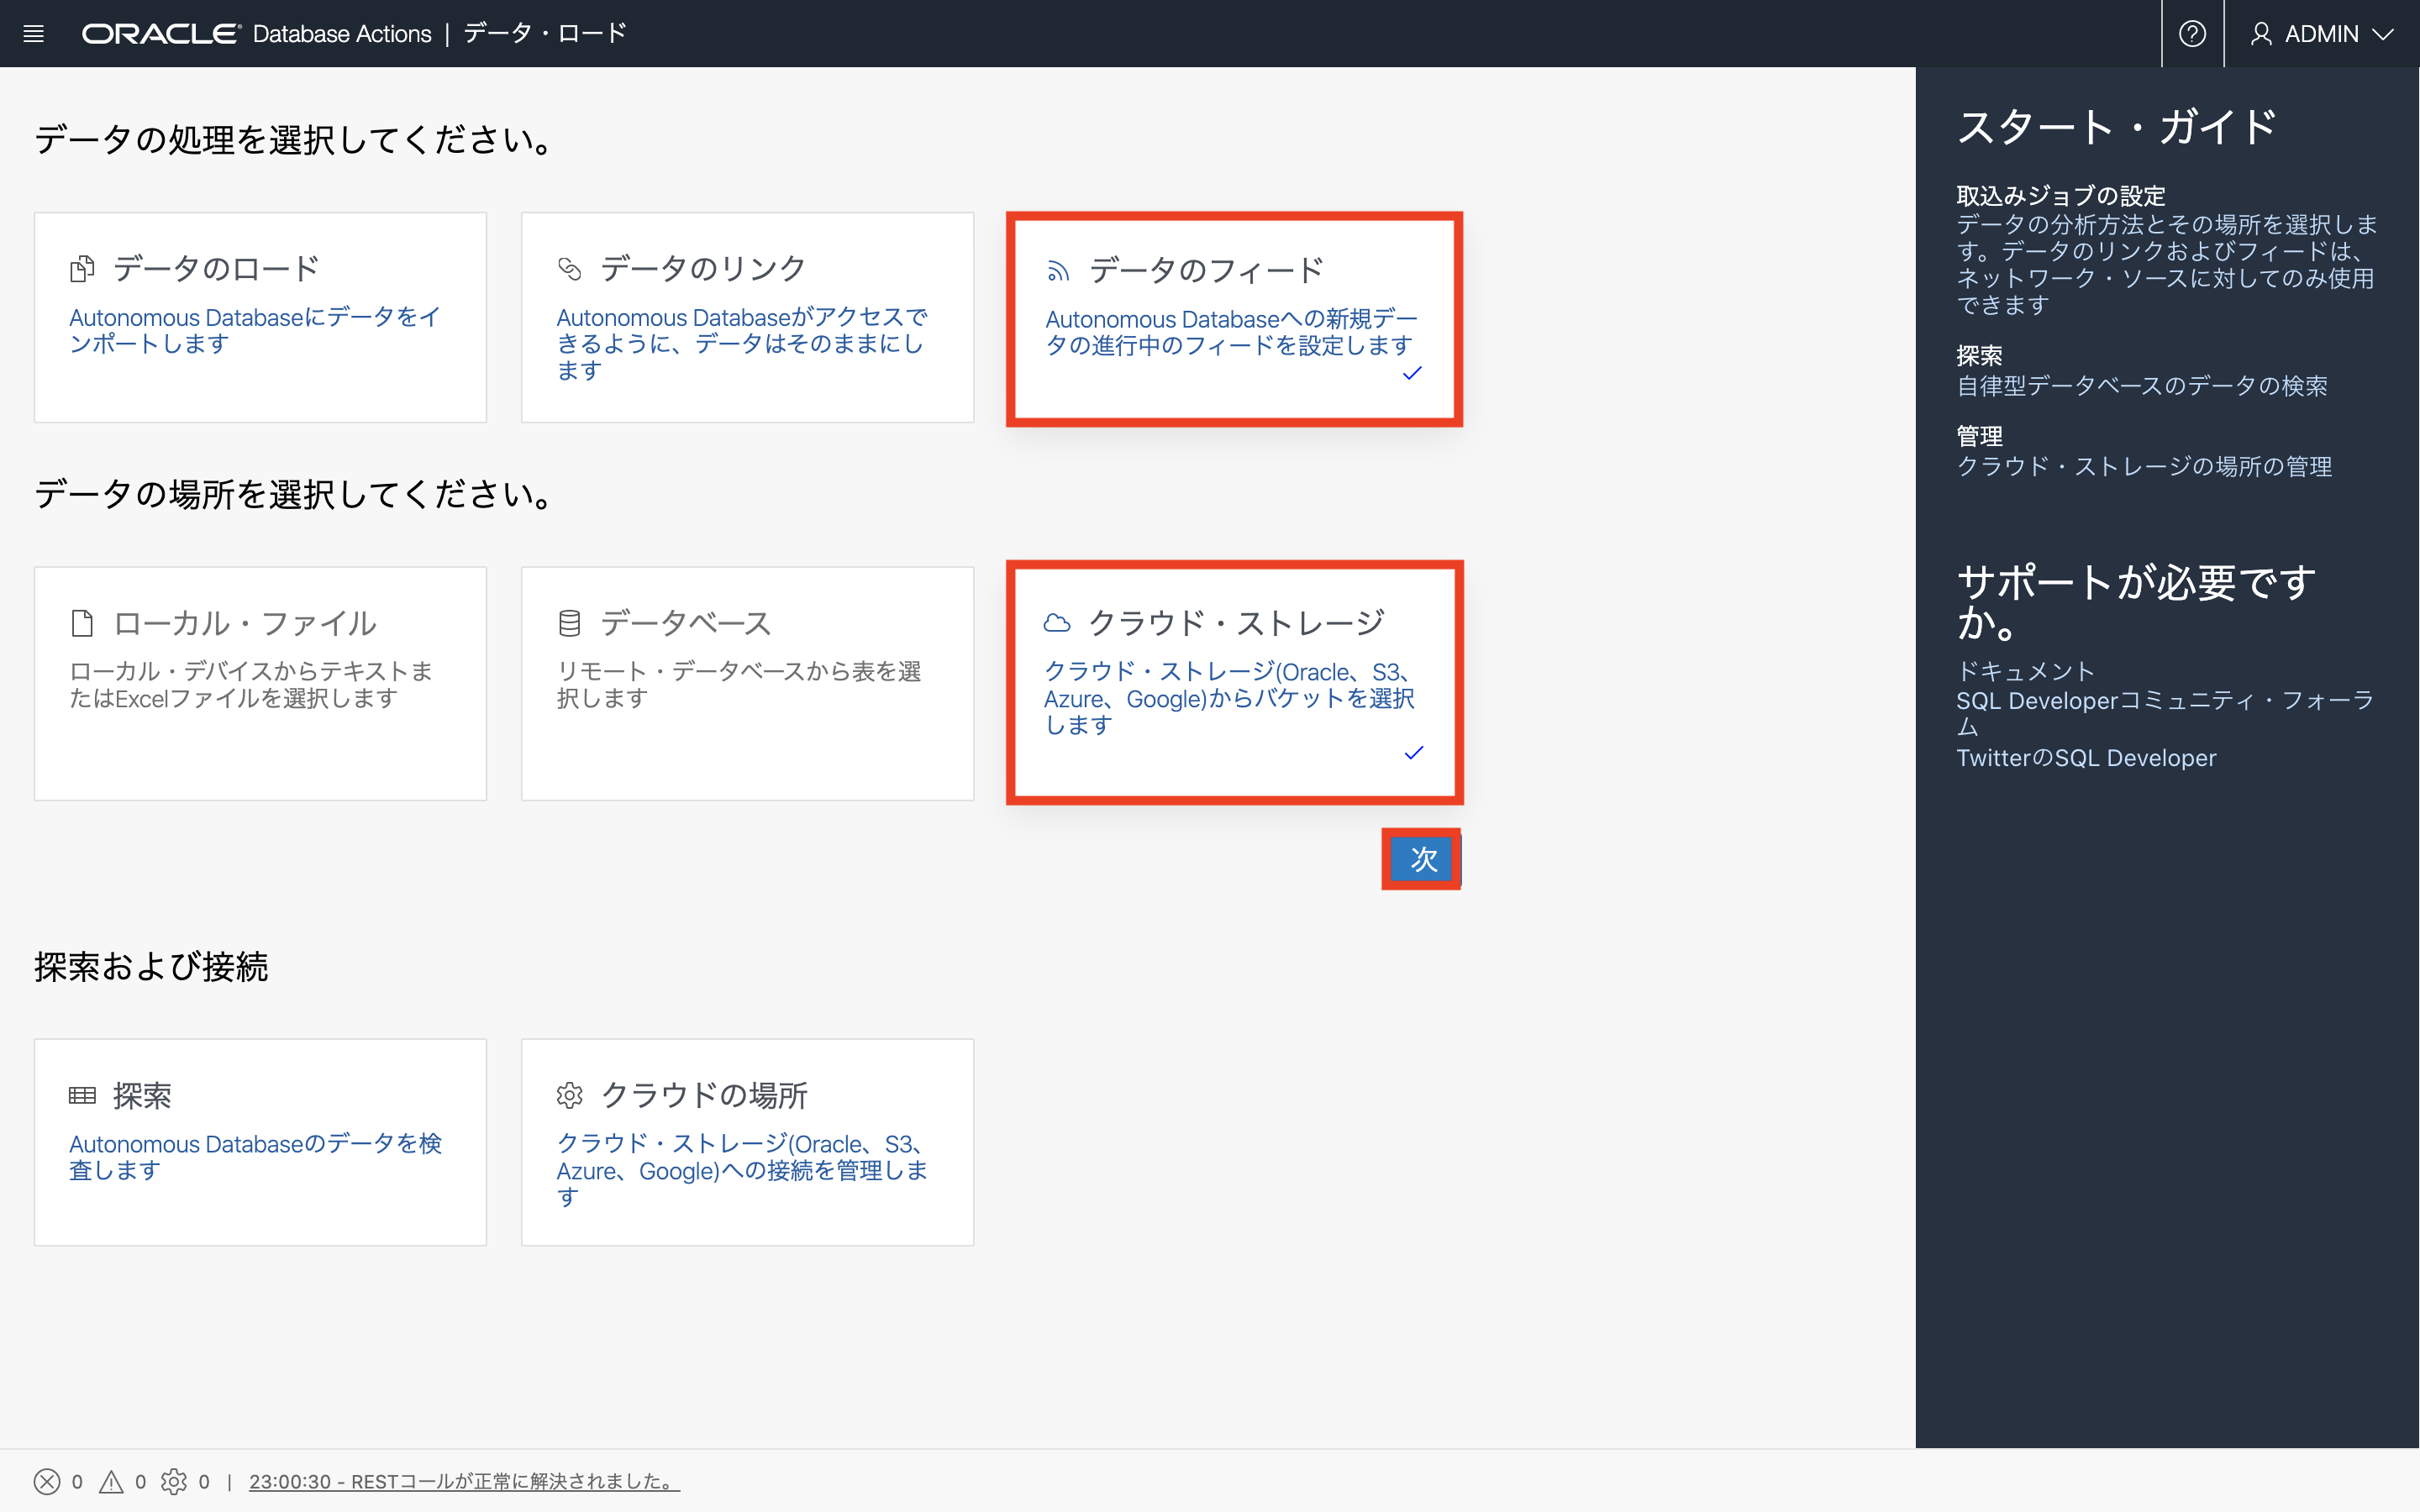 ORACLE Database Actions | データ・ロード
ADMIN
データの処理を選択してください。
データのロード
Autonomous Databaseにデータをイ
ンポートします
データのリンク
Autonomous Databaseがアクセスで
きるように、データはそのままにし
ます
データのフィード
Autonomous Databaseへの新規デー
タの進行中のフィードを設定します
データの場所を選択してください。
ローカル・ファイル
ローカル・デバイスからテキストま
たはExcelファイルを選択します
データベース
リモート・データベースから表を選
択します
クラウド・ストレージ
クラウド・ストレージ(Oracle、S3、
Azure、Google)からバケットを選択
します
次
探索および接続
探索
Autonomous Databaseのデータを検
査します
クラウドの場所
クラウド・ストレージ(Oracle、S3、
Azure、Google)への接続を管理しま
す
スタート・ガイド
取込みジョブの設定
データの分析方法とその場所を選択しま
す。データのリンクおよびフィードは、
ネットワーク・ソースに対してのみ使用
できます
探索
自律型データベースのデータの検索
管理
クラウド・ストレージの場所の管理
サポートが必要です
か。
ドキュメント
SQL Developerコミュニティ・フォーラ
ム
TwitterのSQL Developer
0 0 0 | 23:00:30 - RESTコールが正常に解決されました。